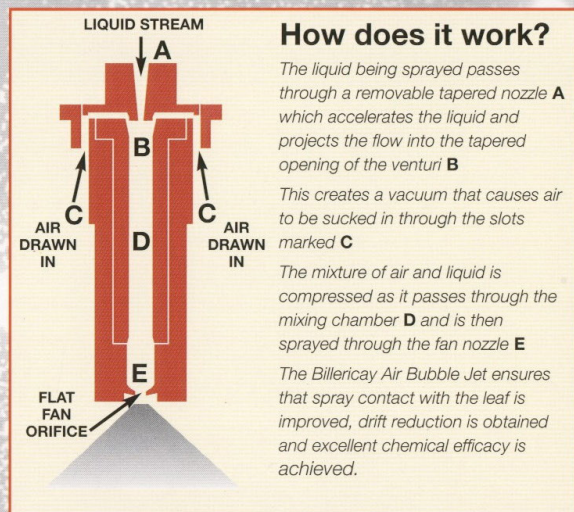 LIQUID STREAM
A
B
C
C
AIR
DRAWN
IN
AIR
DRAWN
IN
D
E
FLAT
FAN
ORIFICE
How does it work?
The liquid being sprayed passes
through a removable tapered nozzle A
which accelerates the liquid and
projects the flow into the tapered
opening of the venturi B
This creates a vacuum that causes air
to be sucked in through the slots
marked C
The mixture of air and liquid is
compressed as it passes through the
mixing chamber D and is then
sprayed through the fan nozzle E
The Billericay Air Bubble Jet ensures
that spray contact with the leaf is
improved, drift reduction is obtained
and excellent chemical efficacy is
achieved.